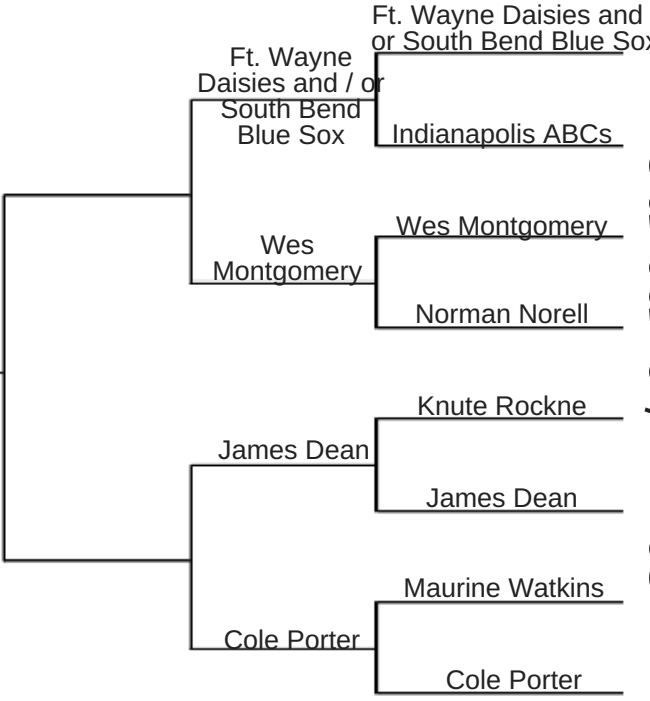 Ft. Wayne Daisies and
or South Bend Blue Sox
Ft. Wayne
Daisies and / or
South Bend
Blue Sox
Indianapolis ABCs
Wes Montgomery
Wes
Montgomery
Norman Norell
Knute Rockne
James Dean
James Dean
Maurine Watkins
Cole Porter
Cole Porter